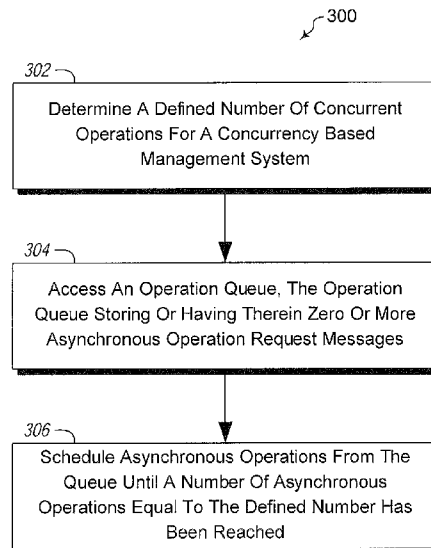 300
302
Determine A Defined Number Of Concurrent
Operations For A Concurrency Based
Management System
304
Access An Operation Queue, The Operation
Queue Storing Or Having Therein Zero Or More
Asynchronous Operation Request Messages
306
Schedule Asynchronous Operations From The
Queue Until A Number Of Asynchronous
Operations Equal To The Defined Number Has
Been Reached